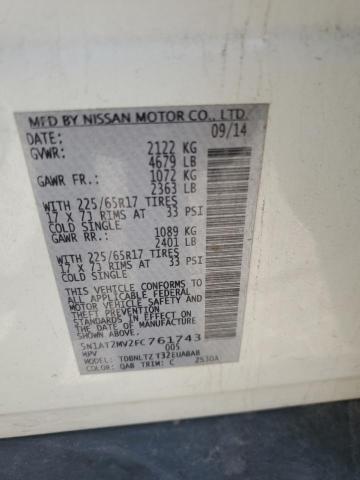 MFD BY NISSAN MOTOR CO., LTD.
DATE: 09/14
GVWR: 2122 KG
4679 LB
GAWR FR.: 1072 KG
2363 LB
WITH 225/65R17 TIRES
17 X 7J RIMS AT 33 PSI
COLD SINGLE
GAWR RR.: 1089 KG
2401 LB
WITH 225/65R17 TIRES
17 X 7J RIMS AT 33 PSI
COLD SINGLE
THIS VEHICLE CONFORMS TO
ALL APPLICABLE FEDERAL
MOTOR VEHICLE SAFETY AND
THEFT PREVENTION
STANDARDS IN EFFECT ON
THE DATE OF MANUFACTURE
SHOWN ABOVE.
5N1AT2MV2FC761743
MPV 005
MODEL: TDBNLTZ T32EUABAB
COLOR: QAB TRIM: C 2530A